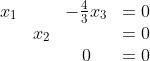 x₁ − 4/3 x₃ = 0
x₂ = 0
0 = 0